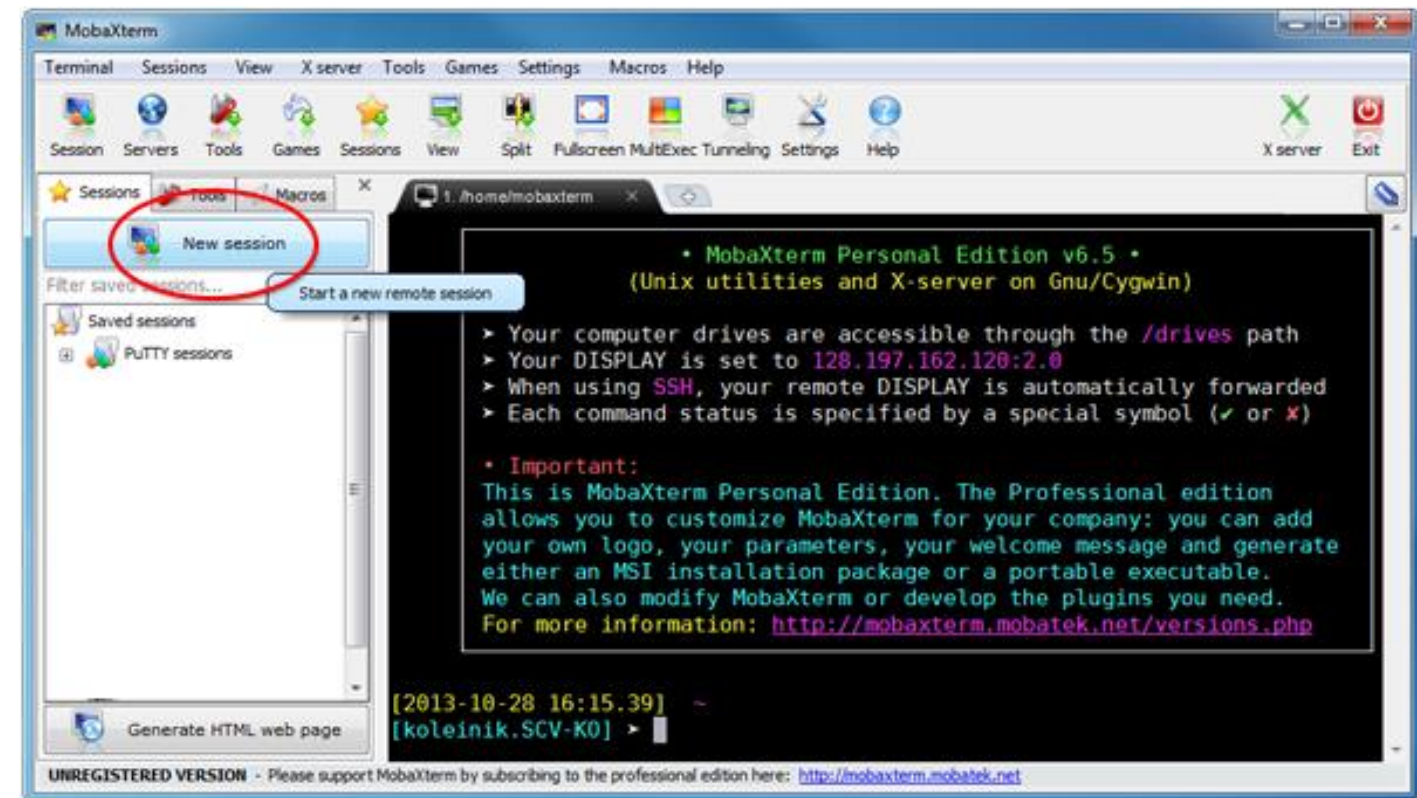 MobaXterm
Terminal Sessions View X server Tools Games Settings Macros Help
Session Servers Tools Games Sessions View Split Fullscreen MultiExec Tunneling Settings Help X server Exit
Sessions Tools Macros
1. /home/mobaxterm
New session
Filter saved sessions...
Start a new remote session
Saved sessions
PuTTY sessions
• MobaXterm Personal Edition v6.5 •
(Unix utilities and X-server on Gnu/Cygwin)
➤ Your computer drives are accessible through the /drives path
➤ Your DISPLAY is set to 128.197.162.120:2.0
➤ When using SSH, your remote DISPLAY is automatically forwarded
➤ Each command status is specified by a special symbol (✔ or ✘)
• Important:
This is MobaXterm Personal Edition. The Professional edition
allows you to customize MobaXterm for your company: you can add
your own logo, your parameters, your welcome message and generate
either an MSI installation package or a portable executable.
We can also modify MobaXterm or develop the plugins you need.
For more information: http://mobaxterm.mobatek.net/versions.php
[2013-10-28 16:15.39] ~
[koleinik.SCV-KO] ➤
Generate HTML web page
UNREGISTERED VERSION - Please support MobaXterm by subscribing to the professional edition here: http://mobaxterm.mobatek.net